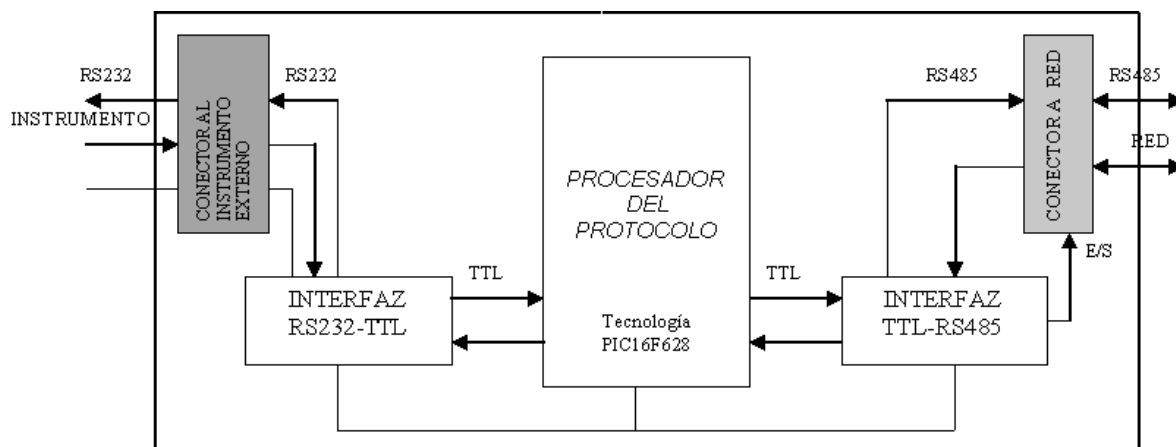 RS232
INSTRUMENTO
CONECTOR AL
INSTRUMENTO
EXTERNO
RS232
INTERFAZ
RS232-TTL
TTL
PROCESADOR
DEL
PROTOCOLO
Tecnología
PIC16F628
TTL
INTERFAZ
TTL-RS485
RS485
CONECTOR A RED
E/S
RS485
RED